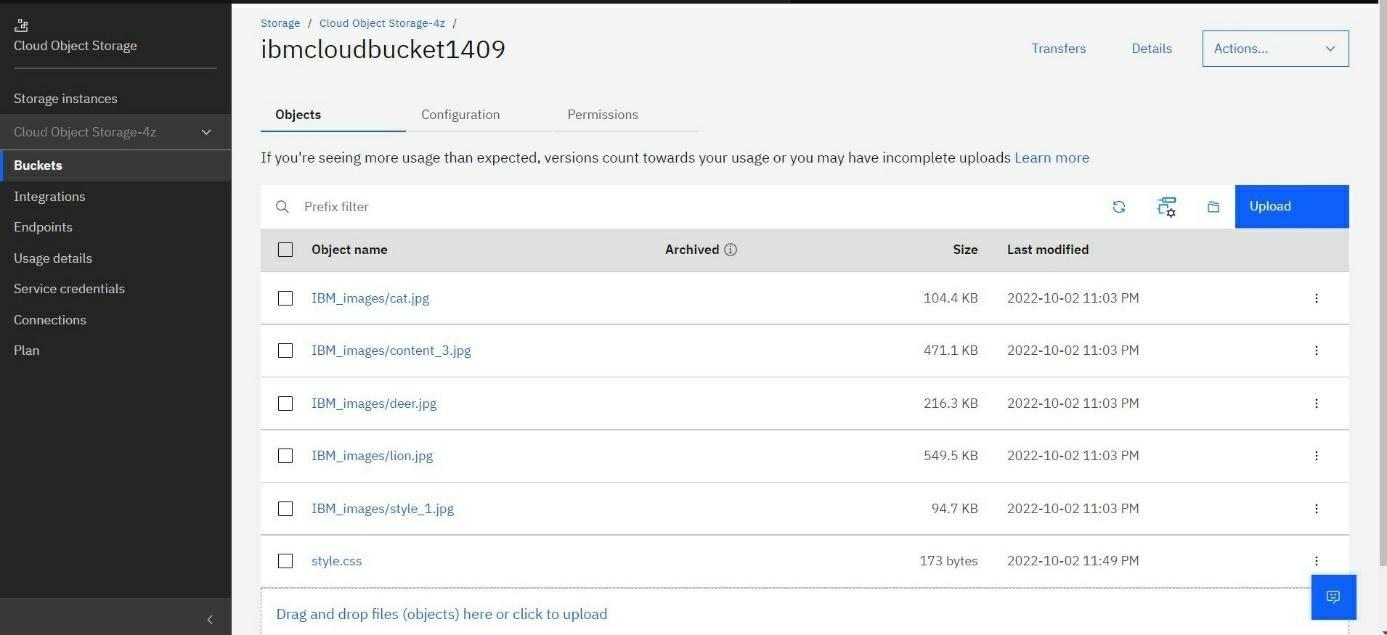 Cloud Object Storage
Storage instances
Cloud Object Storage-4z
Buckets
Integrations
Endpoints
Usage details
Service credentials
Connections
Plan
Storage / Cloud Object Storage-4z /
ibmcloudbucket1409
Transfers Details Actions...
Objects Configuration Permissions
If you're seeing more usage than expected, versions count towards your usage or you may have incomplete uploads Learn more
Prefix filter Upload
Object name Archived Size Last modified
IBM_images/cat.jpg 104.4 KB 2022-10-02 11:03 PM
IBM_images/content_3.jpg 471.1 KB 2022-10-02 11:03 PM
IBM_images/deer.jpg 216.3 KB 2022-10-02 11:03 PM
IBM_images/lion.jpg 549.5 KB 2022-10-02 11:03 PM
IBM_images/style_1.jpg 94.7 KB 2022-10-02 11:03 PM
style.css 173 bytes 2022-10-02 11:49 PM
Drag and drop files (objects) here or click to upload